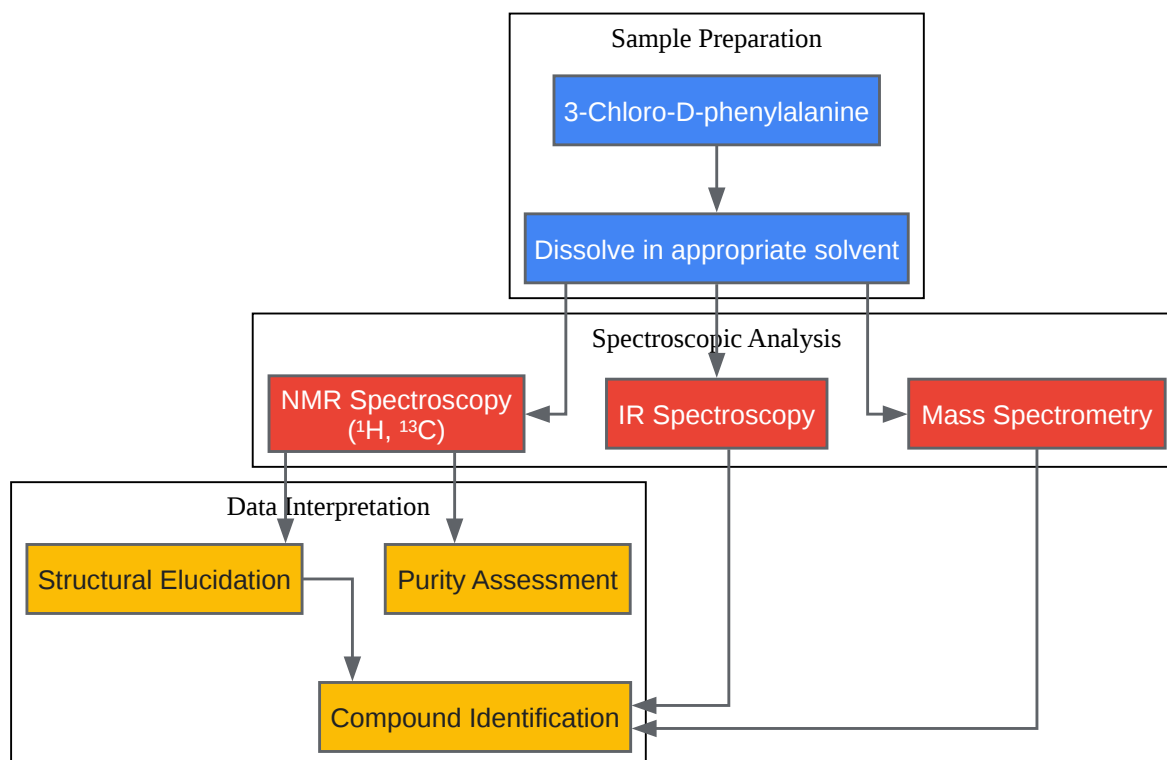 Sample Preparation
3-Chloro-D-phenylalanine
Dissolve in appropriate solvent
Spectroscopic Analysis
NMR Spectroscopy
(¹H, ¹³C)
IR Spectroscopy
Mass Spectrometry
Data Interpretation
Structural Elucidation
Purity Assessment
Compound Identification